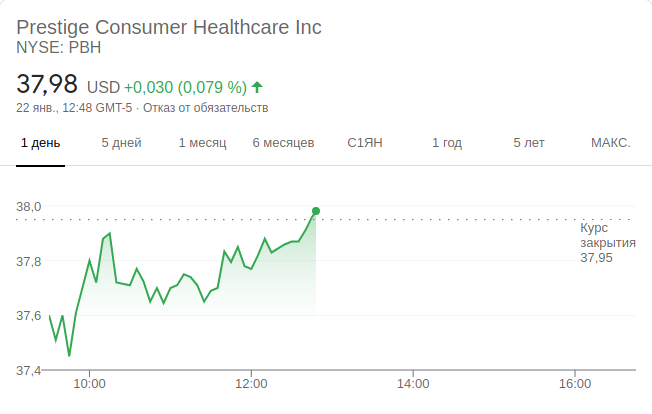 Prestige Consumer Healthcare Inc
NYSE: PBH
37,98 USD +0,030 (0,079 %)
22 янв., 12:48 GMT-5 · Отказ от обязательств
1 день 5 дней 1 месяц 6 месяцев С1ЯН 1 год 5 лет МАКС.
38,0
Курс
закрытия
37,95
37,8
37,6
37,4
10:00 12:00 14:00 16:00